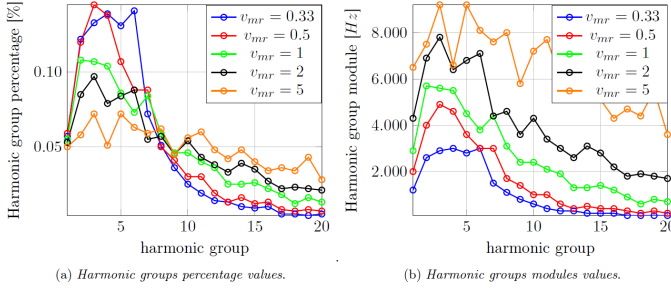 Harmonic group percentage [%]
0.10
0.05
5
10
15
20
harmonic group
v_mr = 0.33
v_mr = 0.5
v_mr = 1
v_mr = 2
v_mr = 5
(a) Harmonic groups percentage values.
Harmonic group module [Hz]
8.000
6.000
4.000
2.000
5
10
15
20
harmonic group
v_mr = 0.33
v_mr = 0.5
v_mr = 1
v_mr = 2
v_mr = 5
.
(b) Harmonic groups modules values.